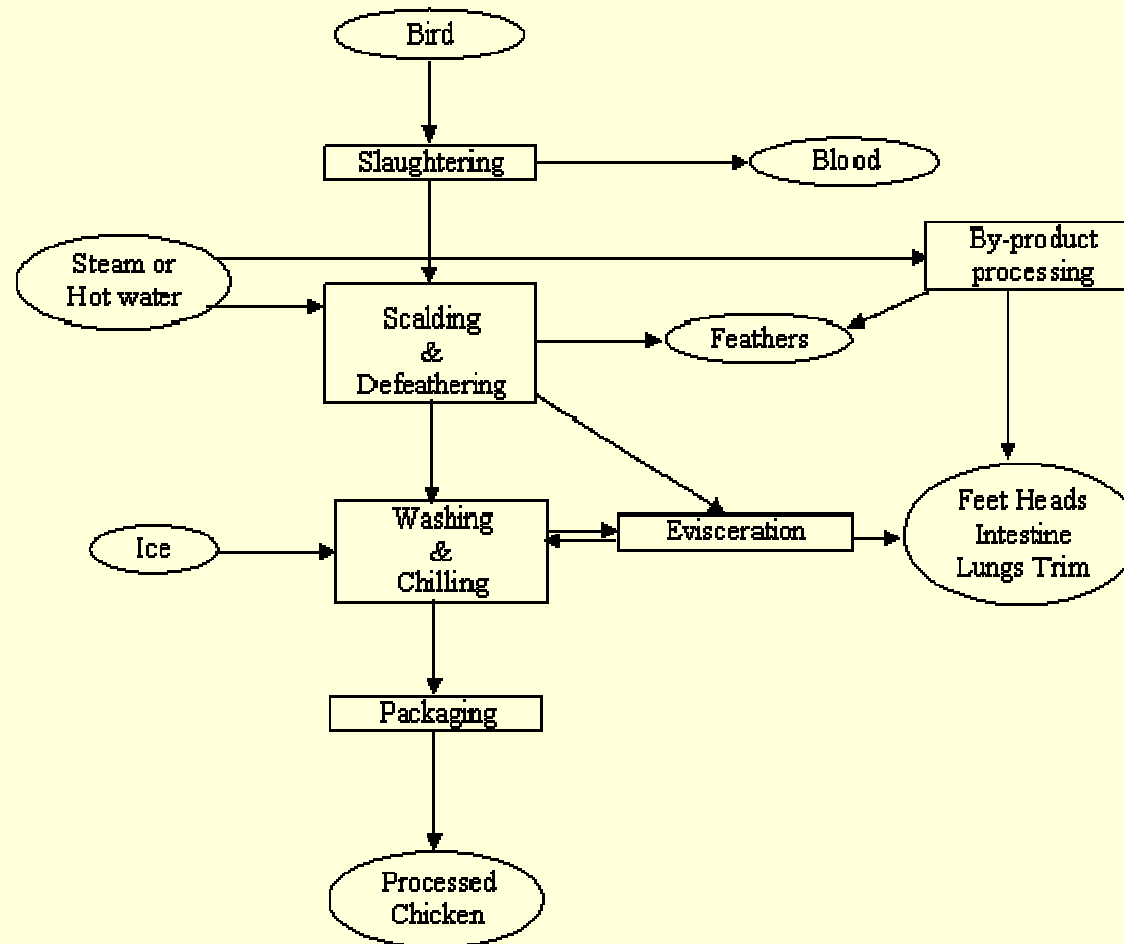 Bird
Slaughtering
Blood
By-product
processing
Steam or
Hot water
Scalding
&
Defeathering
Feathers
Washing
&
Chilling
Evisceration
Feet Heads
Intestine
Lungs Trim
Ice
Packaging
Processed
Chicken